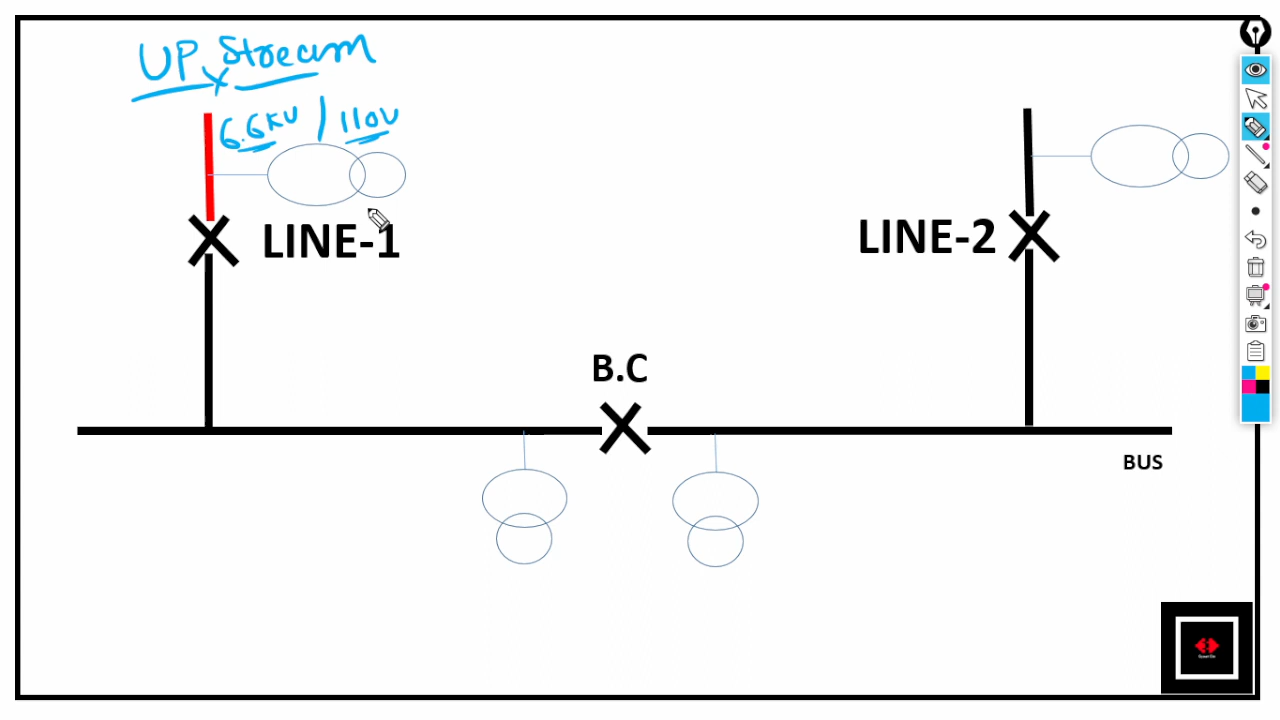 UP Stream
6.6KV / 110V
LINE-1
LINE-2
B.C
BUS